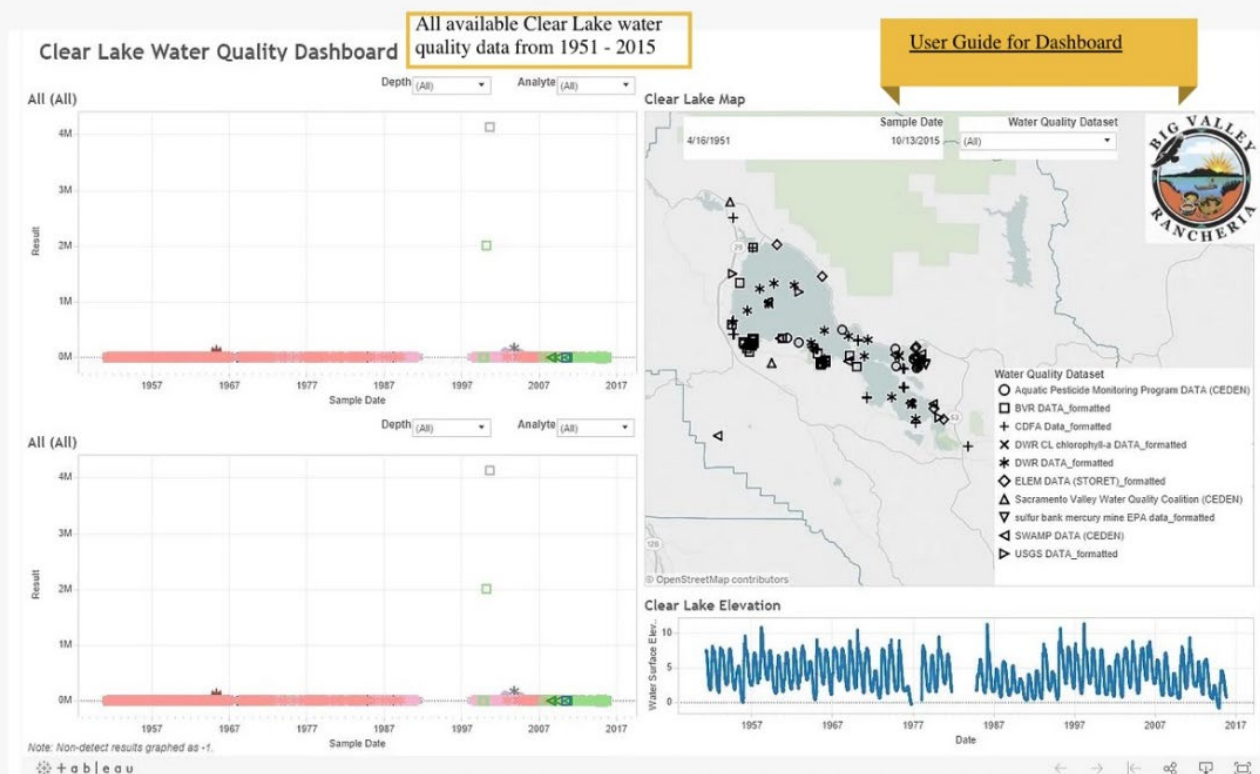 Clear Lake Water Quality Dashboard
All available Clear Lake water
quality data from 1951 - 2015
User Guide for Dashboard
Depth (All) Analyte (All)
All (All)
4M
3M
2M
1M
0M
Result
1957 1967 1977 1987 1997 2007 2017
Sample Date
Depth (All) Analyte (All)
All (All)
4M
3M
2M
1M
0M
Result
1957 1967 1977 1987 1997 2007 2017
Sample Date
Note: Non-detect results graphed as -1.
+ableau
Clear Lake Map
Sample Date
4/16/1951 10/13/2015
Water Quality Dataset
(All)
BIG VALLEY
RANCHERIA
29
53
128
Water Quality Dataset
Aquatic Pesticide Monitoring Program DATA (CEDEN)
BVR DATA_formatted
CDFA Data_formatted
DWR CL chlorophyll-a DATA_formatted
DWR DATA_formatted
ELEM DATA (STORET)_formatted
Sacramento Valley Water Quality Coalition (CEDEN)
sulfur bank mercury mine EPA data_formatted
SWAMP DATA (CEDEN)
USGS DATA_formatted
© OpenStreetMap contributors
Clear Lake Elevation
Water Surface Elev..
10
5
0
1957 1967 1977 1987 1997 2007 2017
Date